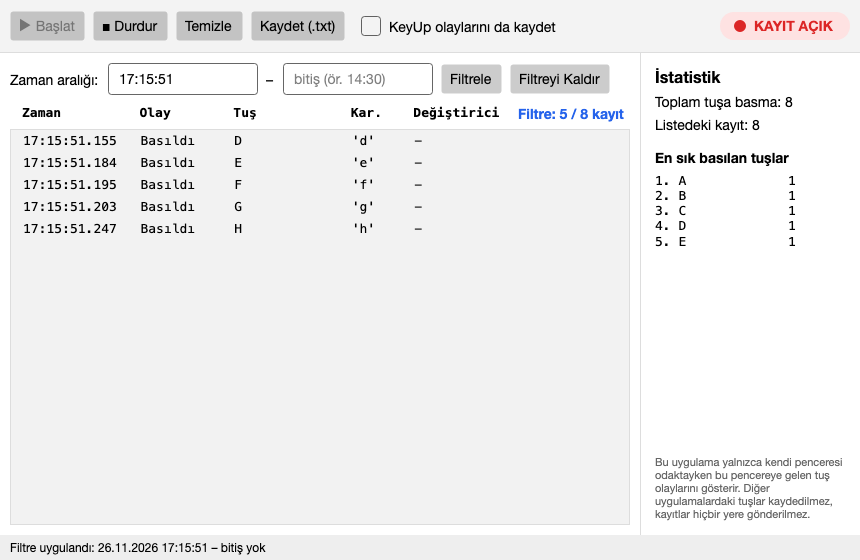 ▶ Başlat ■ Durdur Temizle Kaydet (.txt) KeyUp olaylarını da kaydet ● KAYIT AÇIK
Zaman aralığı: 17:15:51 – bitiş (ör. 14:30) Filtrele Filtreyi Kaldır
Zaman Olay Tuş Kar. Değiştirici Filtre: 5 / 8 kayıt
17:15:51.155 Basıldı D 'd' –
17:15:51.184 Basıldı E 'e' –
17:15:51.195 Basıldı F 'f' –
17:15:51.203 Basıldı G 'g' –
17:15:51.247 Basıldı H 'h' –
İstatistik
Toplam tuşa basma: 8
Listedeki kayıt: 8
En sık basılan tuşlar
1. A 1
2. B 1
3. C 1
4. D 1
5. E 1
Bu uygulama yalnızca kendi penceresi
odaktayken bu pencereye gelen tuş
olaylarını gösterir. Diğer
uygulamalardaki tuşlar kaydedilmez,
kayıtlar hiçbir yere gönderilmez.
Filtre uygulandı: 26.11.2026 17:15:51 – bitiş yok